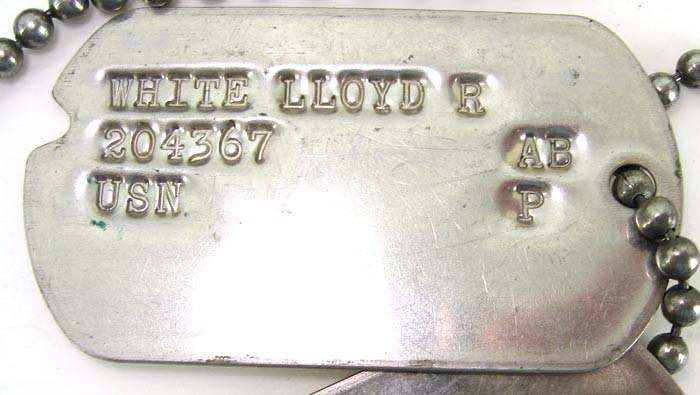 WHITE LLOYD R
204367 AB
USN P